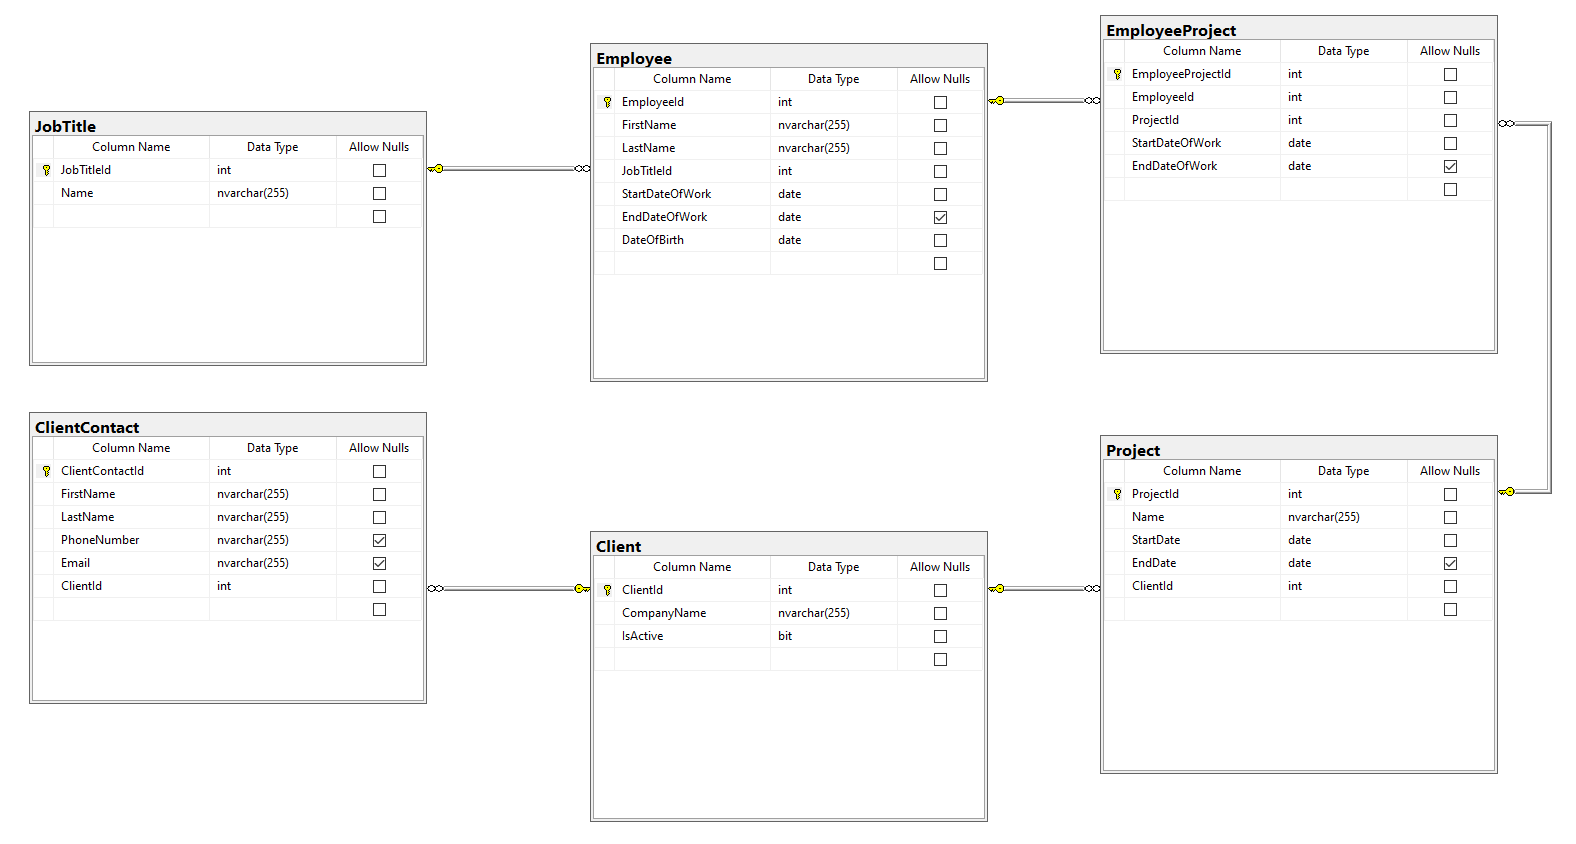 JobTitle
Column Name Data Type Allow Nulls
JobTitleId int
Name nvarchar(255)
Employee
Column Name Data Type Allow Nulls
EmployeeId int
FirstName nvarchar(255)
LastName nvarchar(255)
JobTitleId int
StartDateOfWork date
EndDateOfWork date
DateOfBirth date
EmployeeProject
Column Name Data Type Allow Nulls
EmployeeProjectId int
EmployeeId int
ProjectId int
StartDateOfWork date
EndDateOfWork date
ClientContact
Column Name Data Type Allow Nulls
ClientContactId int
FirstName nvarchar(255)
LastName nvarchar(255)
PhoneNumber nvarchar(255)
Email nvarchar(255)
ClientId int
Client
Column Name Data Type Allow Nulls
ClientId int
CompanyName nvarchar(255)
IsActive bit
Project
Column Name Data Type Allow Nulls
ProjectId int
Name nvarchar(255)
StartDate date
EndDate date
ClientId int